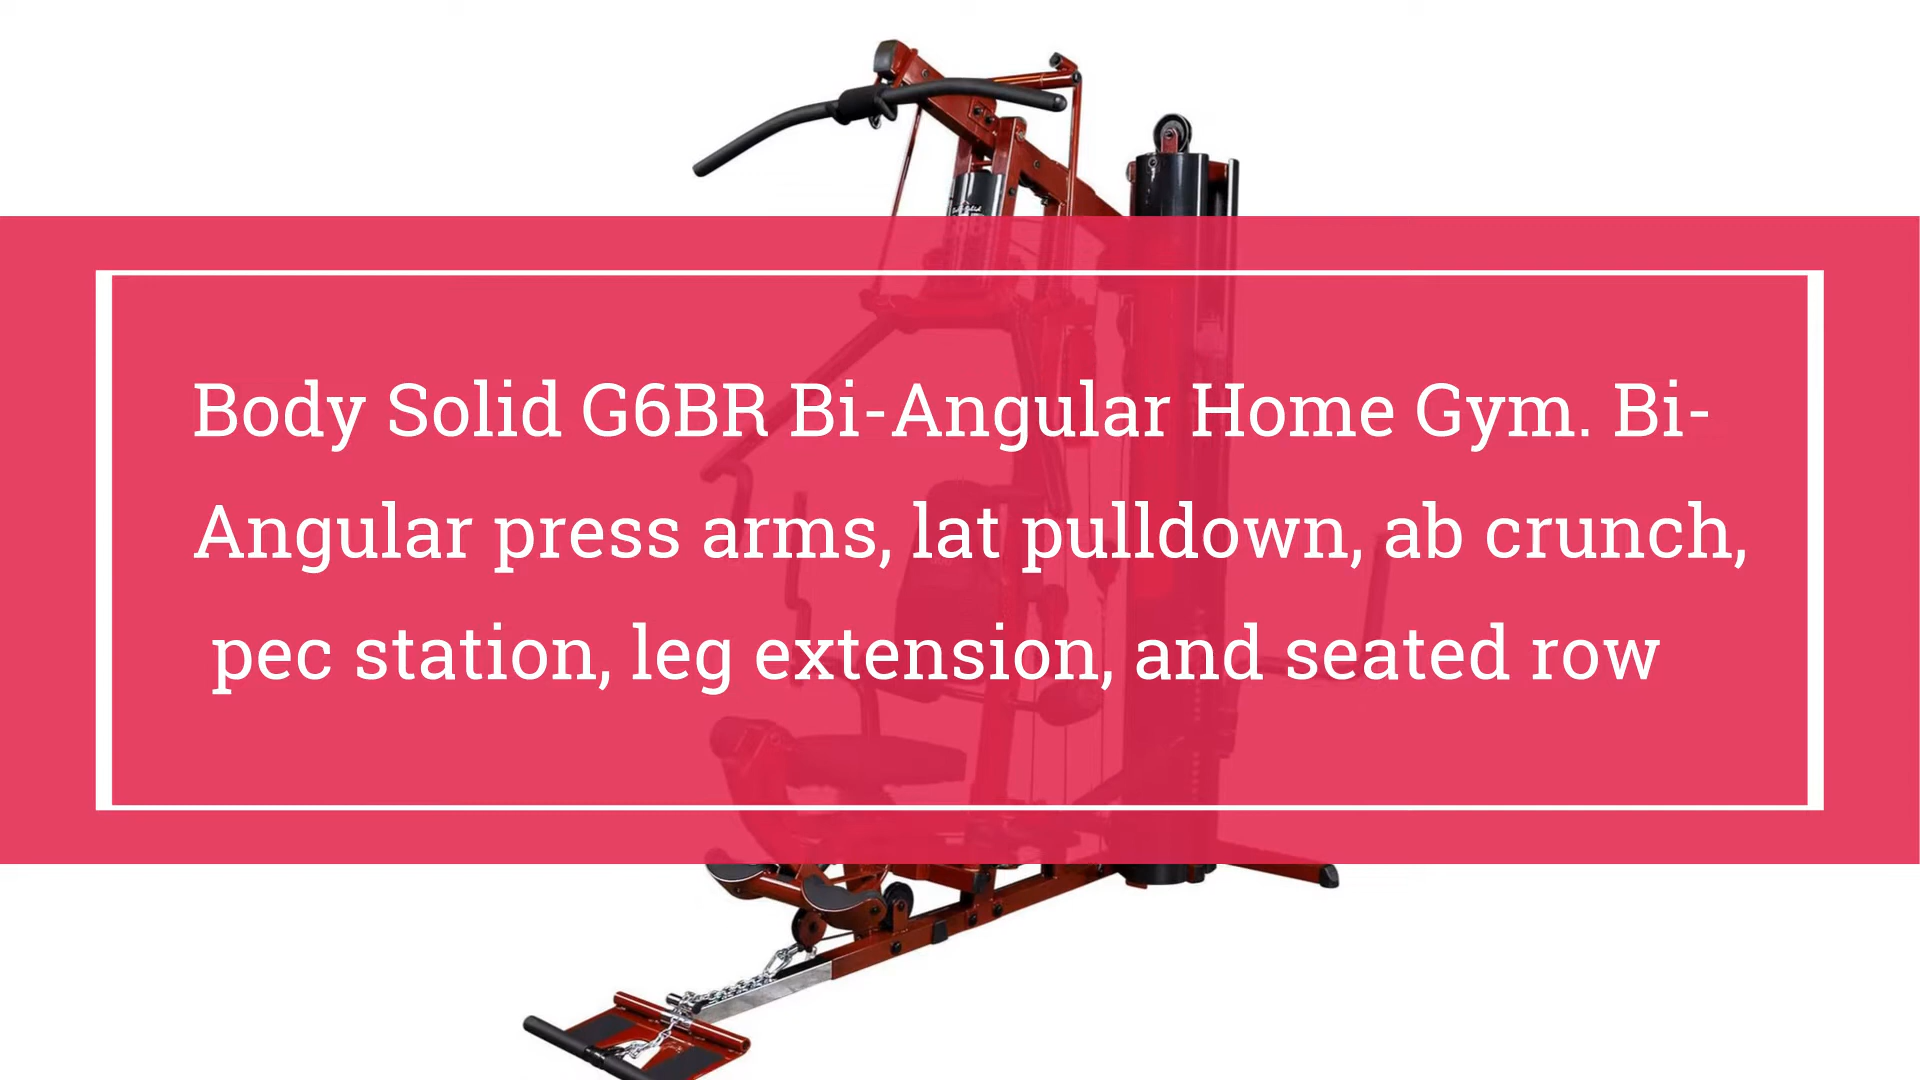 Body Solid G6BR Bi-Angular Home Gym. Bi-
Angular press arms, lat pulldown, ab crunch,
pec station, leg extension, and seated row